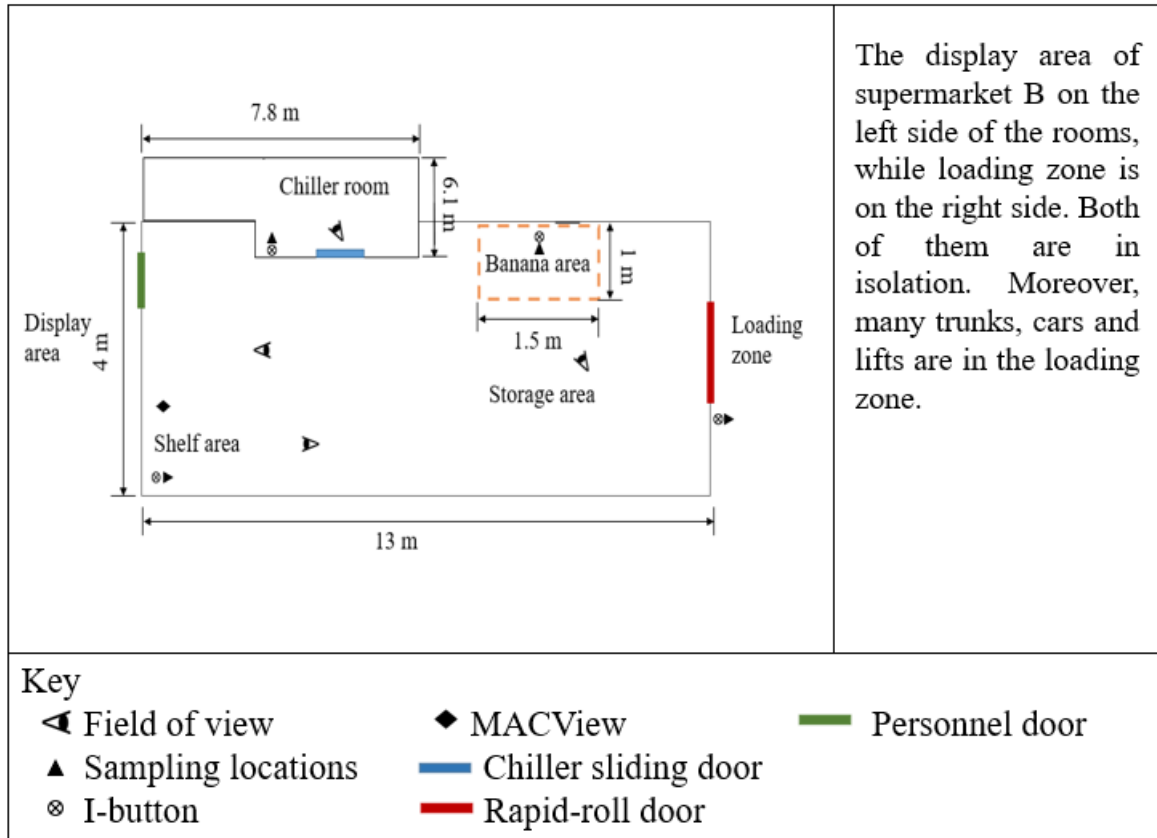 7.8 m
Chiller room
6.1 m
Banana area
1 m
1.5 m
Display
area
4 m
Loading
zone
Storage area
Shelf area
13 m
The display area of
supermarket B on the
left side of the rooms,
while loading zone is
on the right side. Both
of them are in
isolation. Moreover,
many trunks, cars and
lifts are in the loading
zone.
Key
Field of view
MACView
Personnel door
Sampling locations
Chiller sliding door
I-button
Rapid-roll door